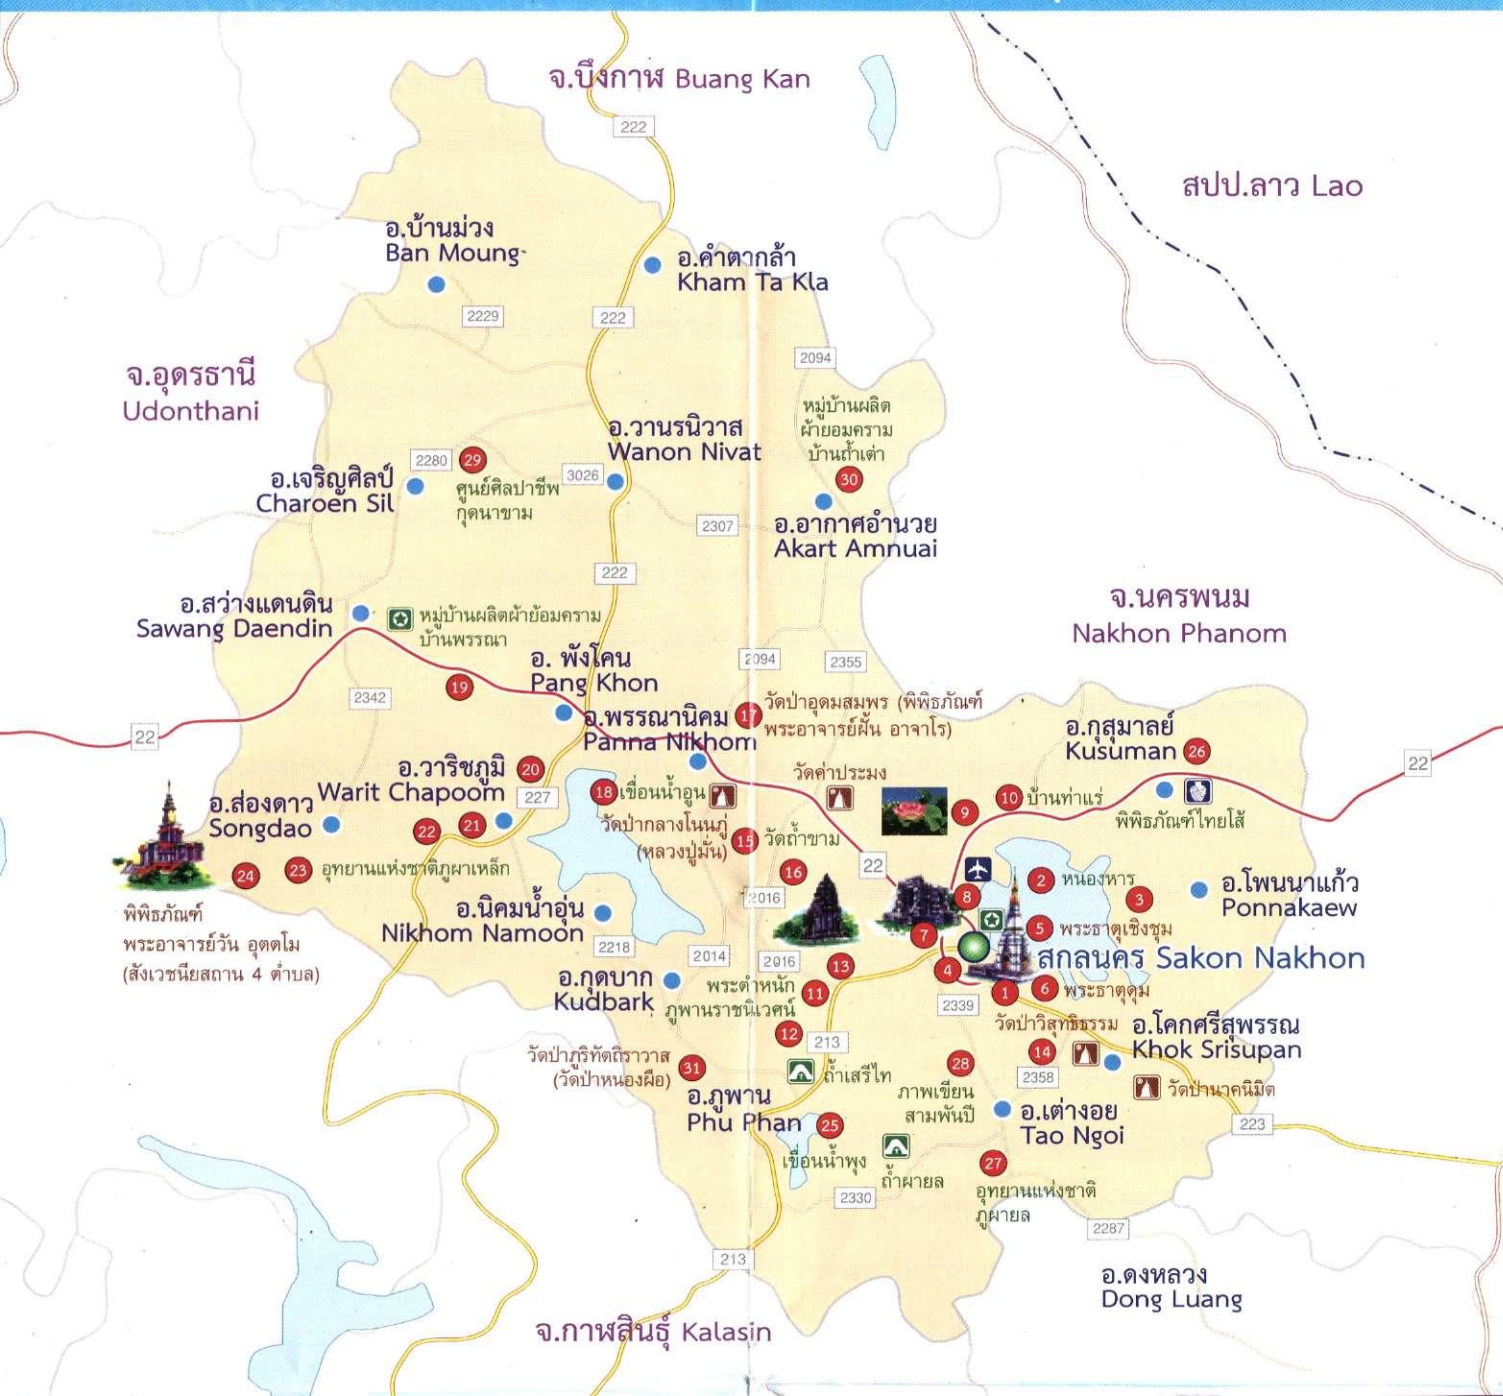 จ.บึงกาฬ Buang Kan
222
สปป.ลาว Lao
อ.บ้านม่วง
Ban Moung
อ.คำตากล้า
Kham Ta Kla
2229
222
2094
จ.อุดรธานี
Udonthani
หมู่บ้านผลิต
ผ้ายอมคราม
บ้านถ้ำเต่า
30
อ.วานรนิวาส
Wanon Nivat
2280
29
3026
อ.เจริญศิลป์
Charoen Sil
ศูนย์ศิลปาชีพ
กุดนาขาม
2307
อ.อากาศอำนวย
Akart Amnuai
222
อ.สว่างแดนดิน
Sawang Daendin
หมู่บ้านผลิตผ้าย้อมคราม
บ้านพรรณา
จ.นครพนม
Nakhon Phanom
อ. พังโคน
Pang Khon
2094
2355
19
2342
22
อ.พรรณานิคม
Panna Nikhom
17
วัดป่าอุดมสมพร (พิพิธภัณฑ์
พระอาจารย์ฝั้น อาจาโร)
อ.กุสุมาลย์
Kusuman
26
22
อ.วาริชภูมิ
Warit Chapoom
20
227
18
เขื่อนน้ำอูน
วัดคำประมง
9
10
บ้านท่าแร่
พิพิธภัณฑ์ไทยโส้
อ.ส่องดาว
Songdao
22
21
วัดป่ากลางโนนภู่
(หลวงปู่มั่น)
15
วัดถ้ำขาม
16
22
24
23
อุทยานแห่งชาติภูผาเหล็ก
2
หนองหาร
3
อ.โพนนาแก้ว
Ponnakaew
8
2016
พิพิธภัณฑ์
พระอาจารย์วัน อุตตโม
(สังเวชนียสถาน 4 ตำบล)
อ.นิคมน้ำอุ่น
Nikhom Namoon
2218
2014
2016
7
5
พระธาตุเชิงชุม
สกลนคร Sakon Nakhon
4
13
11
พระตำหนัก
ภูพานราชนิเวศน์
อ.กุดบาก
Kudbark
1
6
พระธาตุดุม
2339
วัดป่าวิสุทธิธรรม
อ.โคกศรีสุพรรณ
Khok Srisupan
12
213
14
28
2358
วัดป่าภูริทัตถิราวาส
(วัดป่าหนองผือ)
31
ถ้ำเสรีไท
ภาพเขียน
สามพันปี
วัดป่านาคนิมิต
อ.ภูพาน
Phu Phan
25
อ.เต่างอย
Tao Ngoi
223
เขื่อนน้ำพุง
ถ้ำผายล
27
อุทยานแห่งชาติ
ภูผายล
2330
2287
213
อ.ดงหลวง
Dong Luang
จ.กาฬสินธุ์ Kalasin